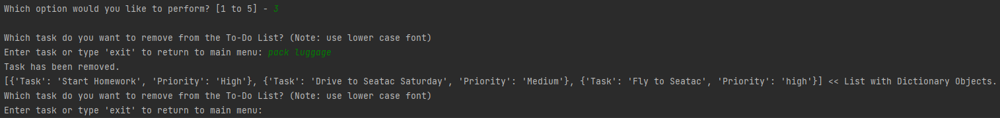 Which option would you like to perform? [1 to 5] - 3
Which task do you want to remove from the To-Do List? (Note: use lower case font)
Enter task or type 'exit' to return to main menu: pack luggage
Task has been removed.
[{'Task': 'Start Homework', 'Priority': 'High'}, {'Task': 'Drive to Seatac Saturday', 'Priority': 'Medium'}, {'Task': 'Fly to Seatac', 'Priority': 'high'}] << List with Dictionary Objects.
Which task do you want to remove from the To-Do List? (Note: use lower case font)
Enter task or type 'exit' to return to main menu: